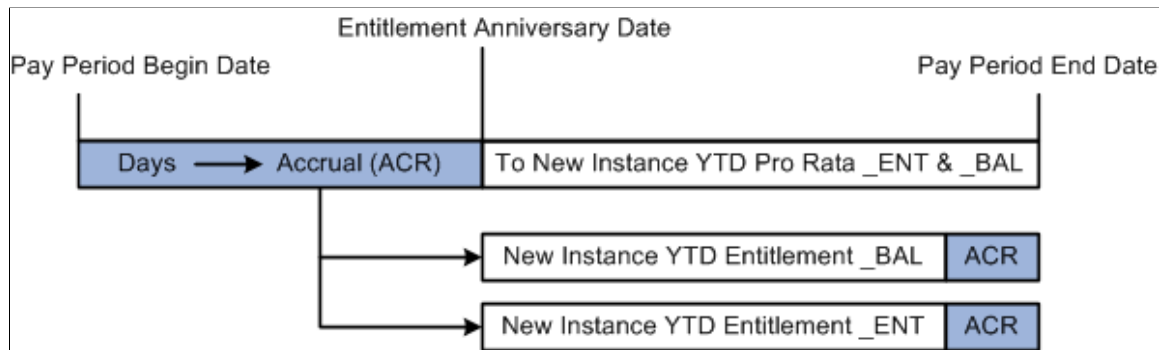 Entitlement Anniversary Date
Pay Period Begin Date
Pay Period End Date
Days
Accrual (ACR)
To New Instance YTD Pro Rata _ENT & _BAL
New Instance YTD Entitlement _BAL
ACR
New Instance YTD Entitlement _ENT
ACR